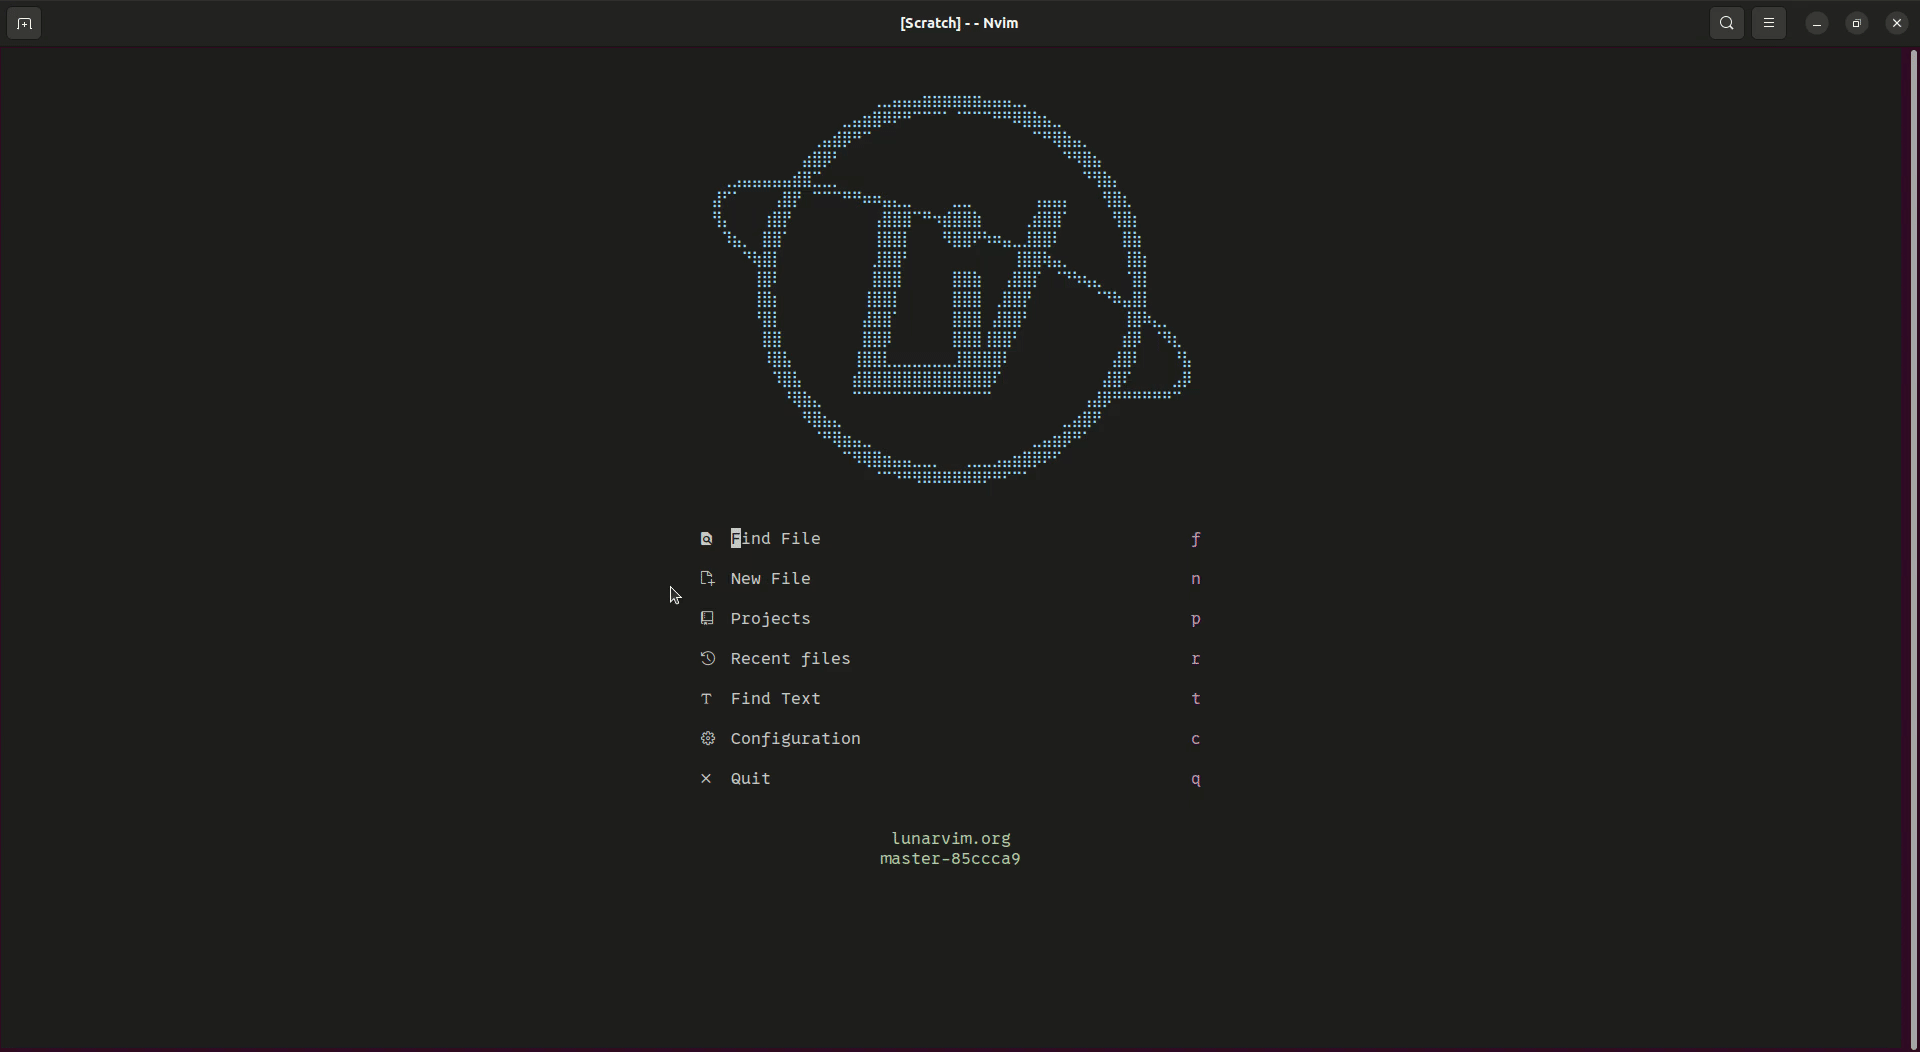 [Scratch] - - Nvim
Find File f
New File n
Projects p
Recent files r
Find Text t
Configuration c
Quit q
lunarvim.org
master-85ccca9